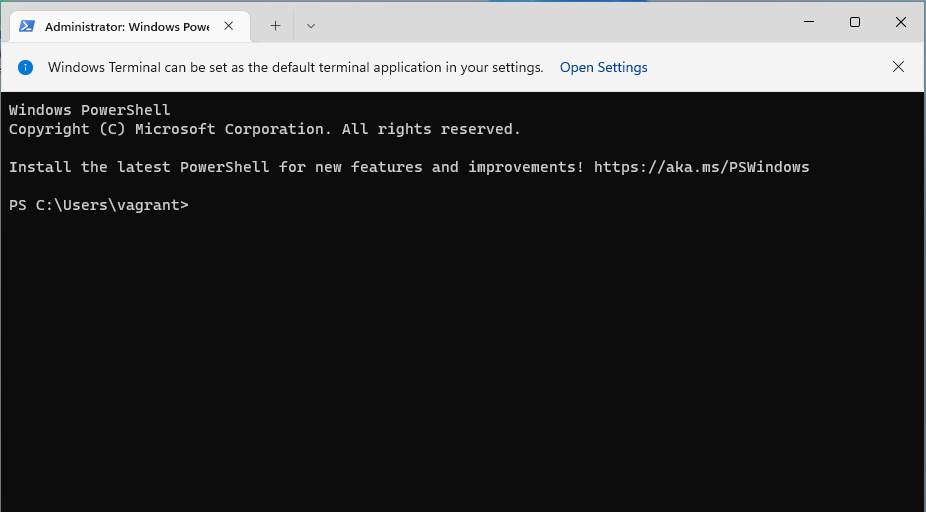 Administrator: Windows Powe
Windows Terminal can be set as the default terminal application in your settings. Open Settings
Windows PowerShell
Copyright (C) Microsoft Corporation. All rights reserved.
Install the latest PowerShell for new features and improvements! https://aka.ms/PSWindows
PS C:\Users\vagrant>